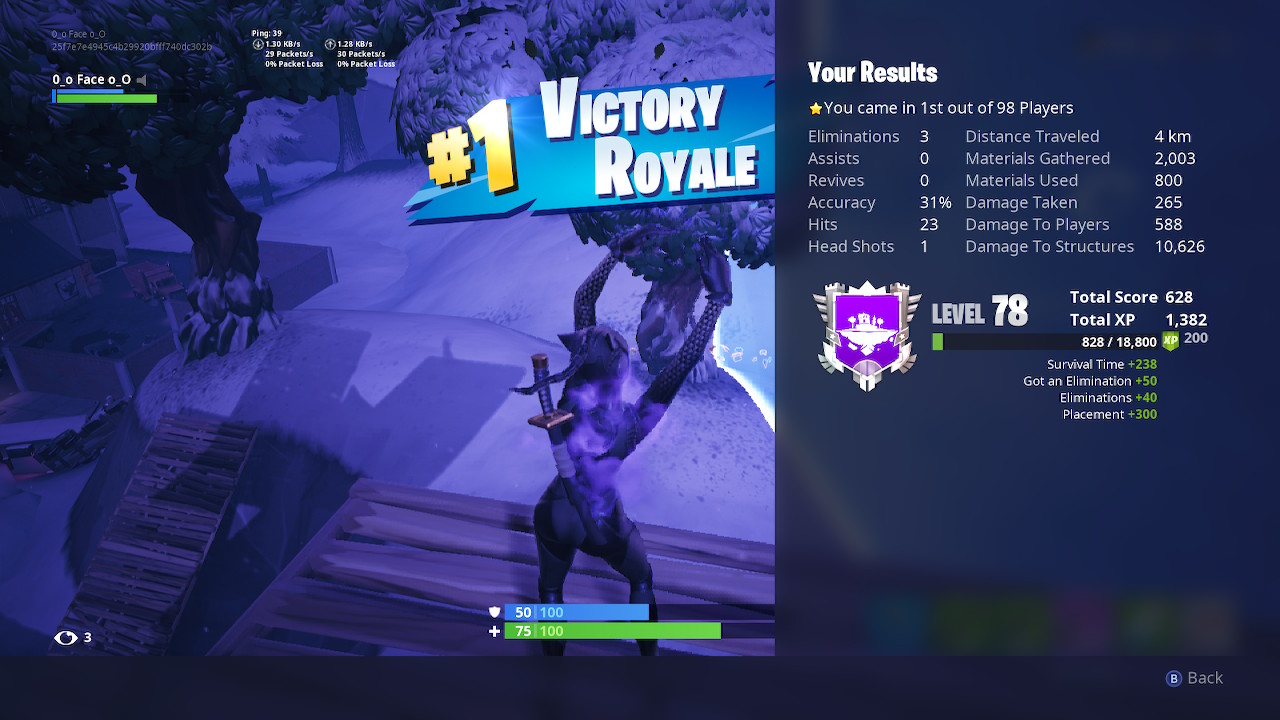 0_o Face o_O
25f7e7e4945c4b29920bfff740dc302b
Ping: 39
1.30 KB/s 1.28 KB/s
29 Packets/s 30 Packets/s
0% Packet Loss 0% Packet Loss
0_o Face o_O
#1 VICTORY
ROYALE
50 100
75 100
3
Your Results
You came in 1st out of 98 Players
Eliminations 3 Distance Traveled 4 km
Assists 0 Materials Gathered 2,003
Revives 0 Materials Used 800
Accuracy 31% Damage Taken 265
Hits 23 Damage To Players 588
Head Shots 1 Damage To Structures 10,626
LEVEL 78
Total Score 628
Total XP 1,382
828 / 18,800 XP 200
Survival Time +238
Got an Elimination +50
Eliminations +40
Placement +300
B Back